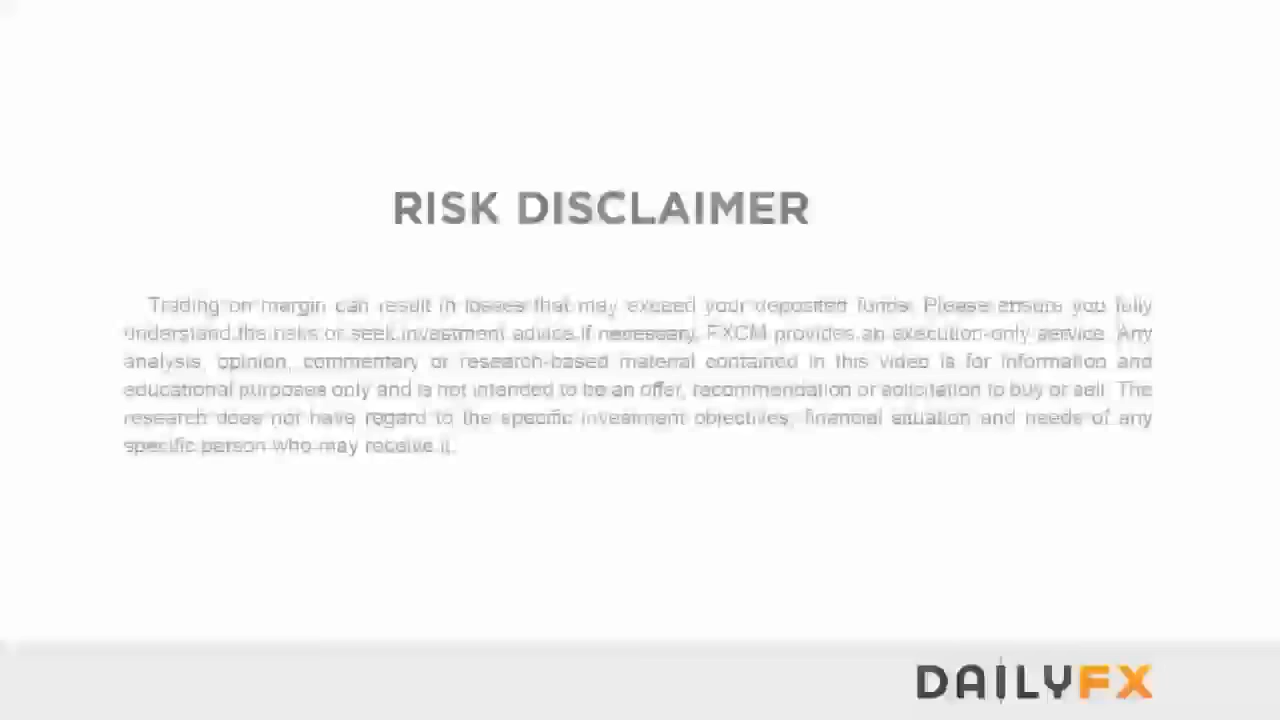 RISK DISCLAIMER
Trading on margin can result in losses that may exceed your deposited funds. Please ensure you fully
understand the risks or seek investment advice if necessary. FXCM provides an execution-only service. Any
analysis, opinion, commentary or research-based material contained in this video is for information and
educational purposes only and is not intended to be an offer, recommendation or solicitation to buy or sell. The
research does not have regard to the specific investment objectives, financial situation and needs of any
specific person who may receive it.
DAILYFX